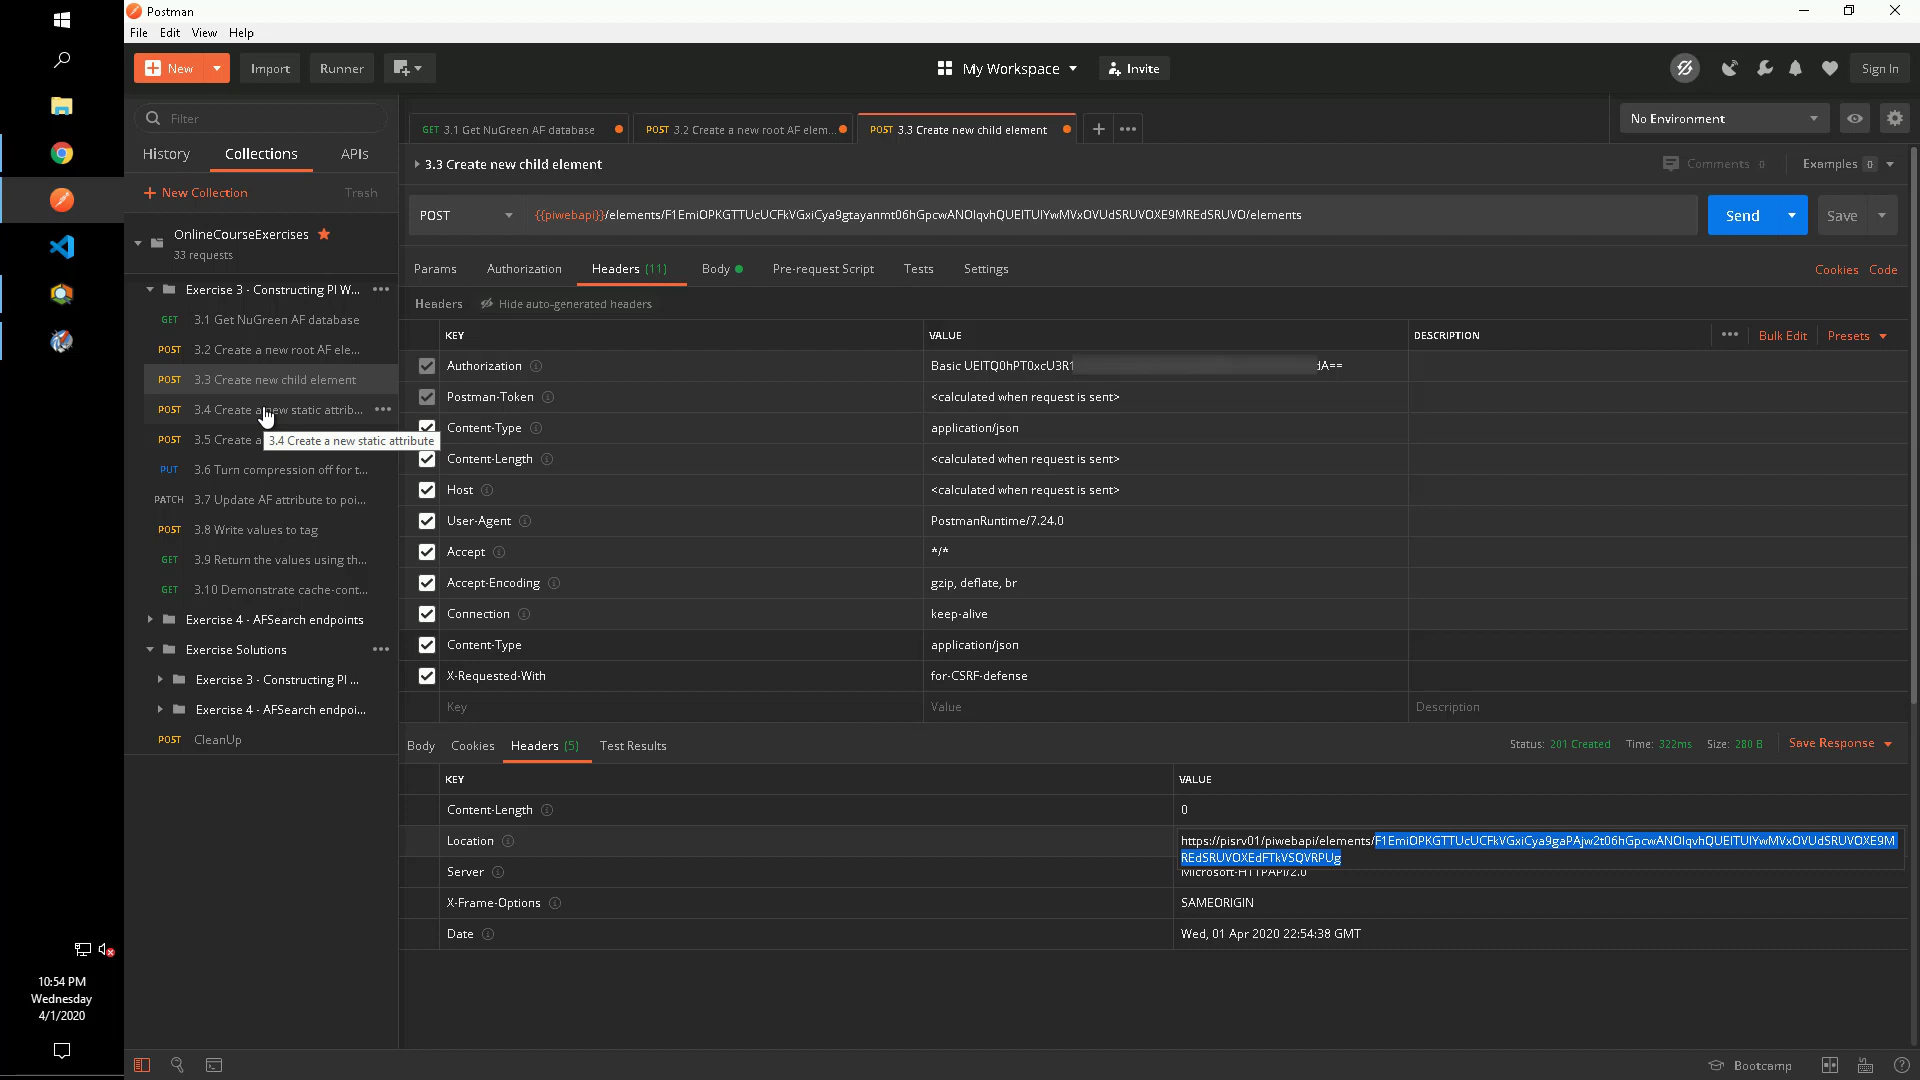 Postman
File Edit View Help
New Import Runner My Workspace Invite Sign In
Filter
History Collections APIs
New Collection Trash
OnlineCourseExercises
33 requests
Exercise 3 - Constructing PI W...
GET 3.1 Get NuGreen AF database
POST 3.2 Create a new root AF ele...
POST 3.3 Create new child element
POST 3.4 Create a new static attrib...
POST 3.5 Create a
3.4 Create a new static attribute
PUT 3.6 Turn compression off for t...
PATCH 3.7 Update AF attribute to poi...
POST 3.8 Write values to tag
GET 3.9 Return the values using th...
GET 3.10 Demonstrate cache-cont...
Exercise 4 - AFSearch endpoints
Exercise Solutions
Exercise 3 - Constructing PI ...
Exercise 4 - AFSearch endpoi...
POST CleanUp
GET 3.1 Get NuGreen AF database
POST 3.2 Create a new root AF elem...
POST 3.3 Create new child element
No Environment
3.3 Create new child element
Comments 0 Examples 0
POST {{piwebapi}}/elements/F1EmiOPKGTTUcUCFkVGxiCya9gtayanmt06hGpcwANOIqvhQUElTUlYwMVxOVUdSRUVOXE9MREdSRUVO/elements Send Save
Params Authorization Headers (11) Body Pre-request Script Tests Settings Cookies Code
Headers Hide auto-generated headers
KEY VALUE DESCRIPTION Bulk Edit Presets
Authorization Basic UElTQ0hPT0xcU3R1 dA==
Postman-Token <calculated when request is sent>
Content-Type application/json
Content-Length <calculated when request is sent>
Host <calculated when request is sent>
User-Agent PostmanRuntime/7.24.0
Accept */*
Accept-Encoding gzip, deflate, br
Connection keep-alive
Content-Type application/json
X-Requested-With for-CSRF-defense
Key Value Description
Body Cookies Headers (5) Test Results Status: 201 Created Time: 322ms Size: 280 B Save Response
KEY VALUE
Content-Length 0
Location https://pisrv01/piwebapi/elements/F1EmiOPKGTTUcUCFkVGxiCya9gaPAjw2t06hGpcwANOIqvhQUElTUlYwMVxOVUdSRUVOXE9M
REdSRUVOXEdFTkVSQVRPUg
Server Microsoft-HTTPAPI/2.0
X-Frame-Options SAMEORIGIN
Date Wed, 01 Apr 2020 22:54:38 GMT
10:54 PM
Wednesday
4/1/2020
Bootcamp